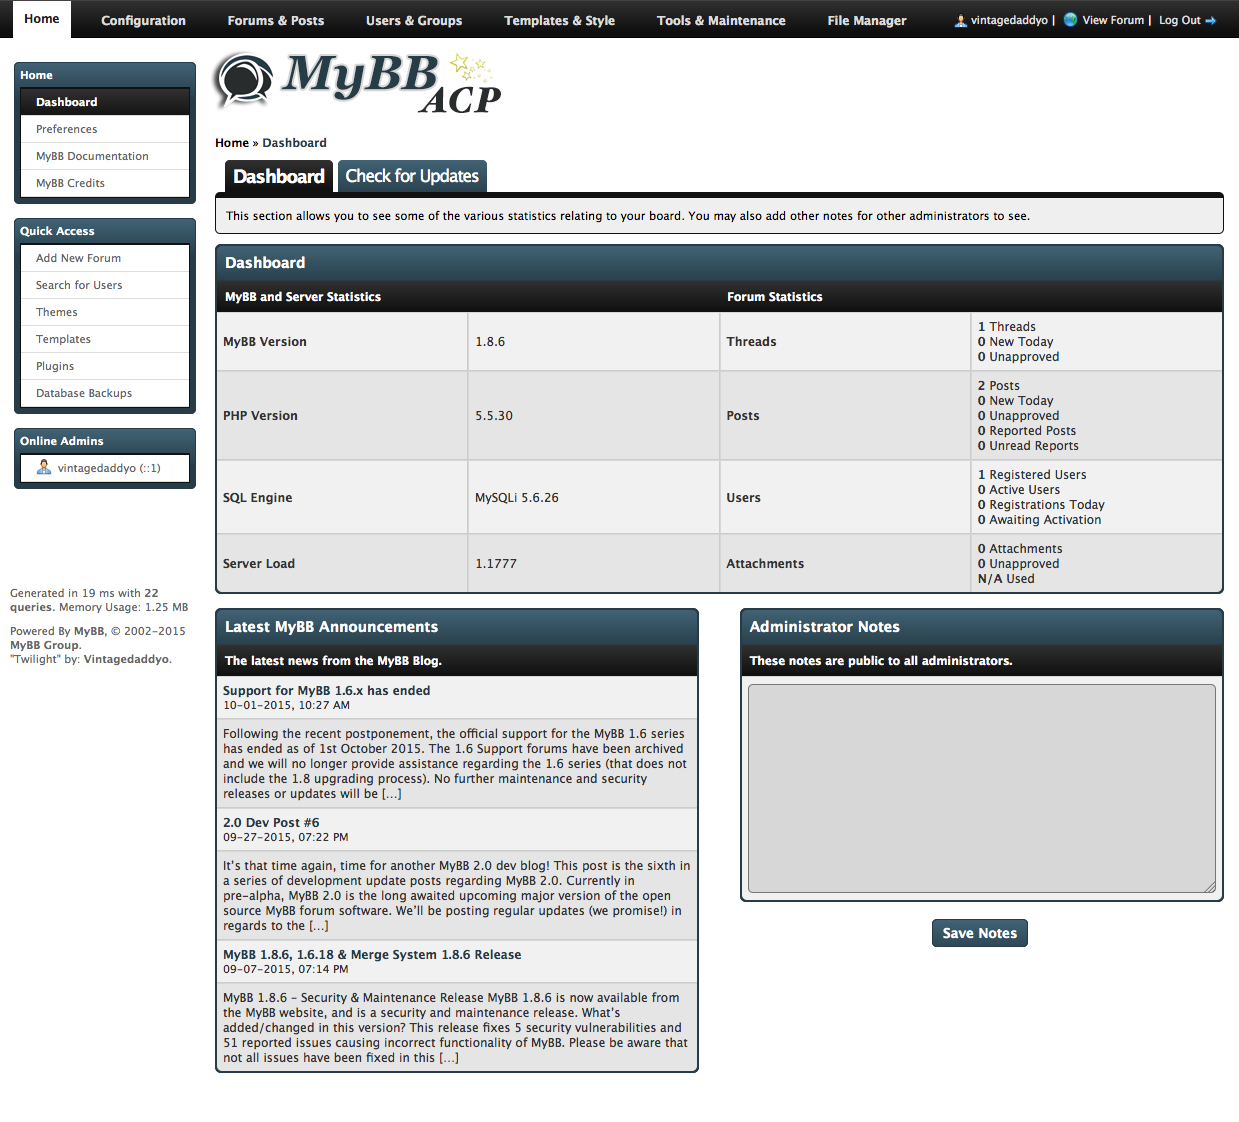 Home Configuration Forums & Posts Users & Groups Templates & Style Tools & Maintenance File Manager vintagedaddyo | View Forum | Log Out
Home
Dashboard
Preferences
MyBB Documentation
MyBB Credits
Quick Access
Add New Forum
Search for Users
Themes
Templates
Plugins
Database Backups
Online Admins
vintagedaddyo (::1)
Generated in 19 ms with 22
queries. Memory Usage: 1.25 MB
Powered By MyBB, © 2002-2015
MyBB Group.
"Twilight" by: Vintagedaddyo.
MyBB
ACP
Home » Dashboard
Dashboard Check for Updates
This section allows you to see some of the various statistics relating to your board. You may also add other notes for other administrators to see.
Dashboard
MyBB and Server Statistics Forum Statistics
MyBB Version 1.8.6 Threads
1 Threads
0 New Today
0 Unapproved
PHP Version 5.5.30 Posts
2 Posts
0 New Today
0 Unapproved
0 Reported Posts
0 Unread Reports
SQL Engine MySQLi 5.6.26 Users
1 Registered Users
0 Active Users
0 Registrations Today
0 Awaiting Activation
Server Load 1.1777 Attachments
0 Attachments
0 Unapproved
N/A Used
Latest MyBB Announcements
The latest news from the MyBB Blog.
Support for MyBB 1.6.x has ended
10-01-2015, 10:27 AM
Following the recent postponement, the official support for the MyBB 1.6 series
has ended as of 1st October 2015. The 1.6 Support forums have been archived
and we will no longer provide assistance regarding the 1.6 series (that does not
include the 1.8 upgrading process). No further maintenance and security
releases or updates will be [...]
2.0 Dev Post #6
09-27-2015, 07:22 PM
It's that time again, time for another MyBB 2.0 dev blog! This post is the sixth in
a series of development update posts regarding MyBB 2.0. Currently in
pre-alpha, MyBB 2.0 is the long awaited upcoming major version of the open
source MyBB forum software. We'll be posting regular updates (we promise!) in
regards to the [...]
MyBB 1.8.6, 1.6.18 & Merge System 1.8.6 Release
09-07-2015, 07:14 PM
MyBB 1.8.6 – Security & Maintenance Release MyBB 1.8.6 is now available from
the MyBB website, and is a security and maintenance release. What's
added/changed in this version? This release fixes 5 security vulnerabilities and
51 reported issues causing incorrect functionality of MyBB. Please be aware that
not all issues have been fixed in this [...]
Administrator Notes
These notes are public to all administrators.
Save Notes